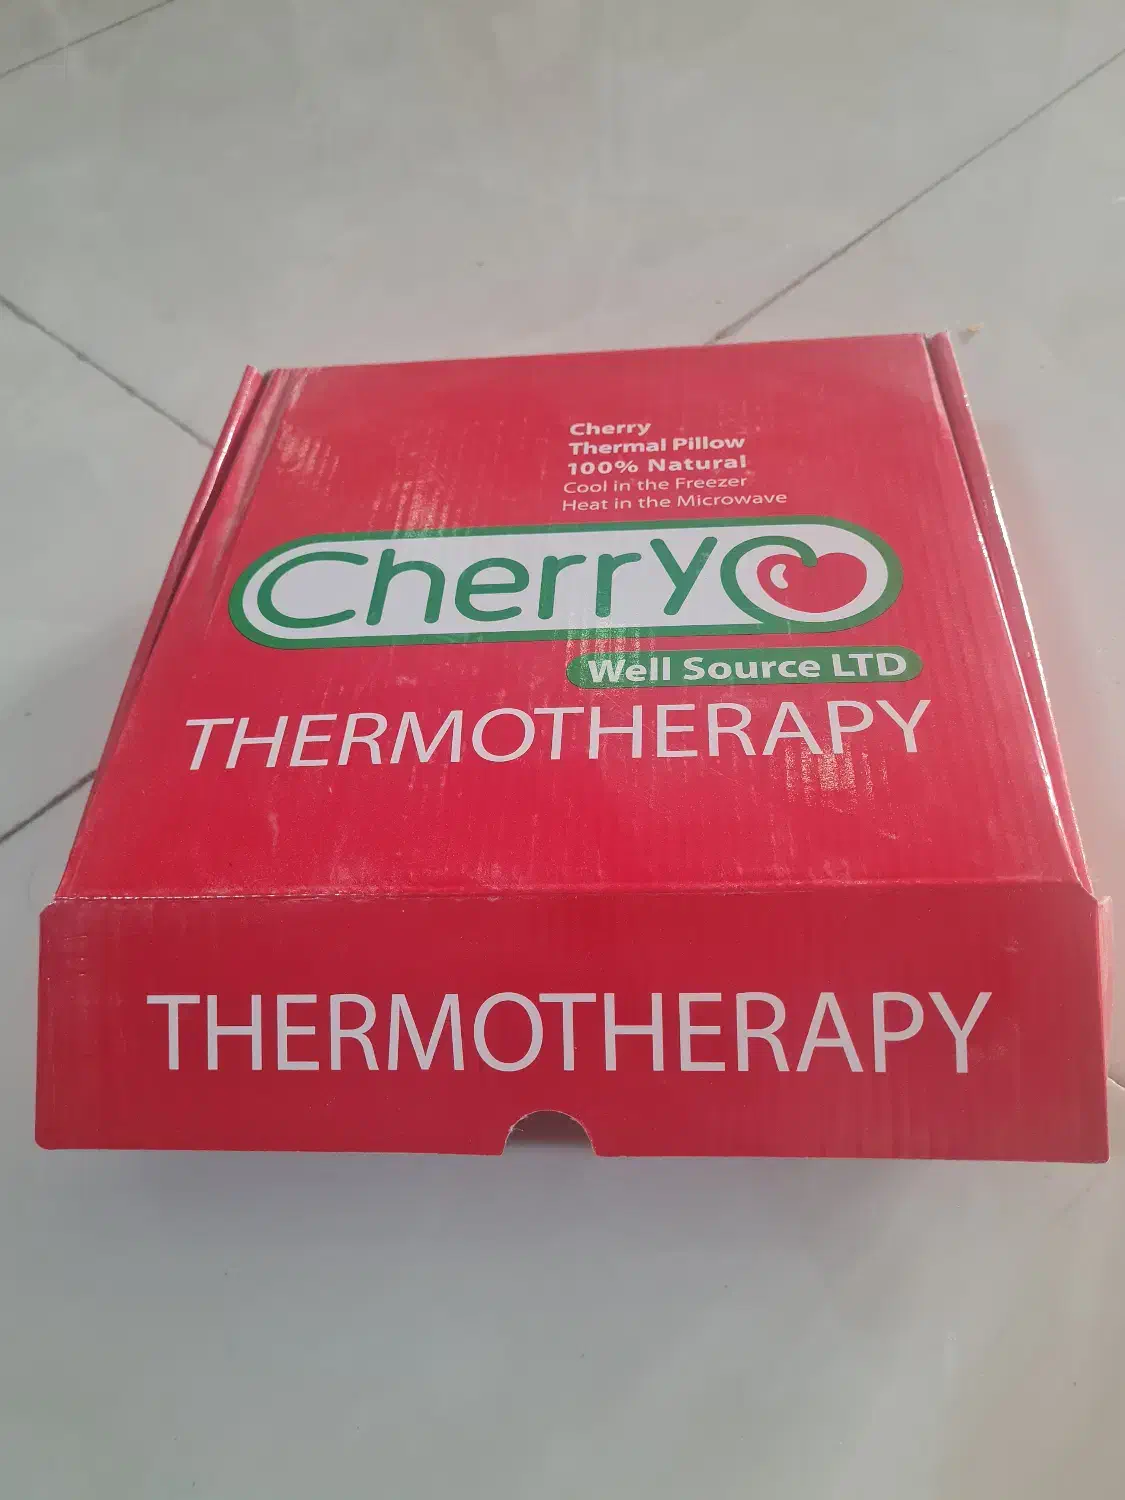 Cherry
Thermal Pillow
100% Natural
Cool in the Freezer
Heat in the Microwave
Cherry
Well Source LTD
THERMOTHERAPY
THERMOTHERAPY